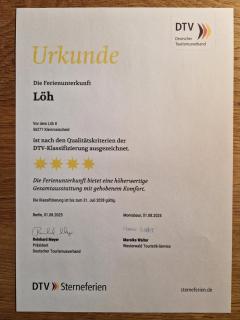 DTV
Deutscher
Tourismusverband
Urkunde
Die Ferienunterkunft
Löh
Vor dem Löh 6
56271 Kleinmaischeid
ist nach den Qualitätskriterien der
DTV-Klassifizierung ausgezeichnet.
Die Ferienunterkunft bietet eine höherwertige
Gesamtausstattung mit gehobenem Komfort.
Die Klassifizierung ist bis zum 31. Juli 2028 gültig.
Berlin, 01.08.2025
Montabaur, 01.08.2025
Reinhard Meyer
Präsident
Deutscher Tourismusverband
Mareike Walter
Westerwald Touristik-Service
DTV Sterneferien
sterneferien.de